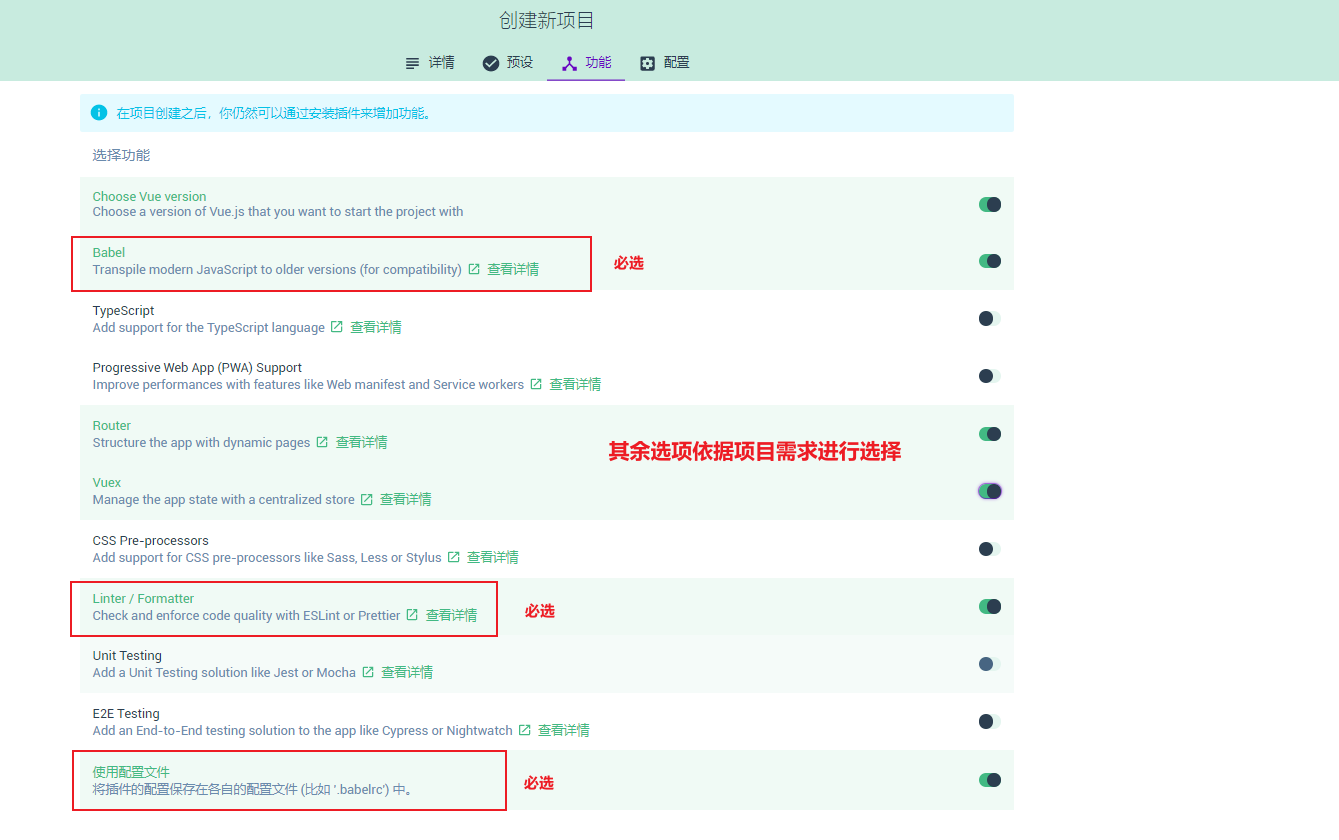 创建新项目
详情 预设 功能 配置
在项目创建之后，你仍然可以通过安装插件来增加功能。
选择功能
Choose Vue version
Choose a version of Vue.js that you want to start the project with
Babel
Transpile modern JavaScript to older versions (for compatibility) 查看详情
必选
TypeScript
Add support for the TypeScript language 查看详情
Progressive Web App (PWA) Support
Improve performances with features like Web manifest and Service workers 查看详情
Router
Structure the app with dynamic pages 查看详情
其余选项依据项目需求进行选择
Vuex
Manage the app state with a centralized store 查看详情
CSS Pre-processors
Add support for CSS pre-processors like Sass, Less or Stylus 查看详情
Linter / Formatter
Check and enforce code quality with ESLint or Prettier 查看详情
必选
Unit Testing
Add a Unit Testing solution like Jest or Mocha 查看详情
E2E Testing
Add an End-to-End testing solution to the app like Cypress or Nightwatch 查看详情
使用配置文件
将插件的配置保存在各自的配置文件 (比如 '.babelrc') 中。
必选